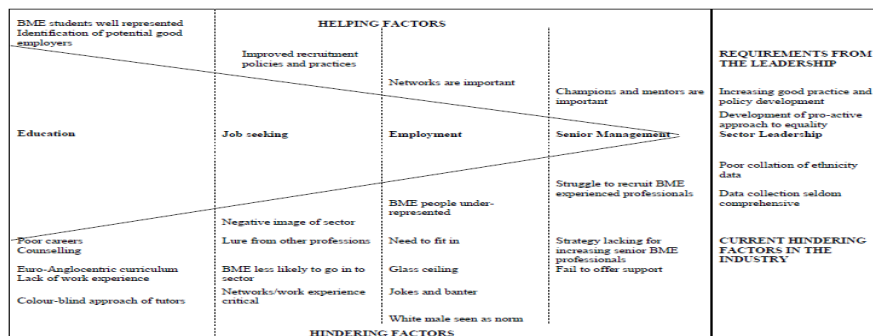 BME students well represented
Identification of potential good
employers
HELPING FACTORS
Improved recruitment
policies and practices
Networks are important
Champions and mentors are
important
REQUIREMENTS FROM
THE LEADERSHIP
Increasing good practice and
policy development
Development of pro-active
approach to equality
Education
Job seeking
Employment
Senior Management
Sector Leadership
Poor collation of ethnicity
data
Data collection seldom
comprehensive
Struggle to recruit BME
experienced professionals
BME people under-
represented
Negative image of sector
Poor careers
Counselling
Euro-Anglocentric curriculum
Lack of work experience
Colour-blind approach of tutors
Lure from other professions
BME less likely to go in to
sector
Networks/work experience
critical
Need to fit in
Glass ceiling
Jokes and banter
White male seen as norm
Strategy lacking for
increasing senior BME
professionals
Fail to offer support
CURRENT HINDERING
FACTORS IN THE
INDUSTRY
HINDERING FACTORS